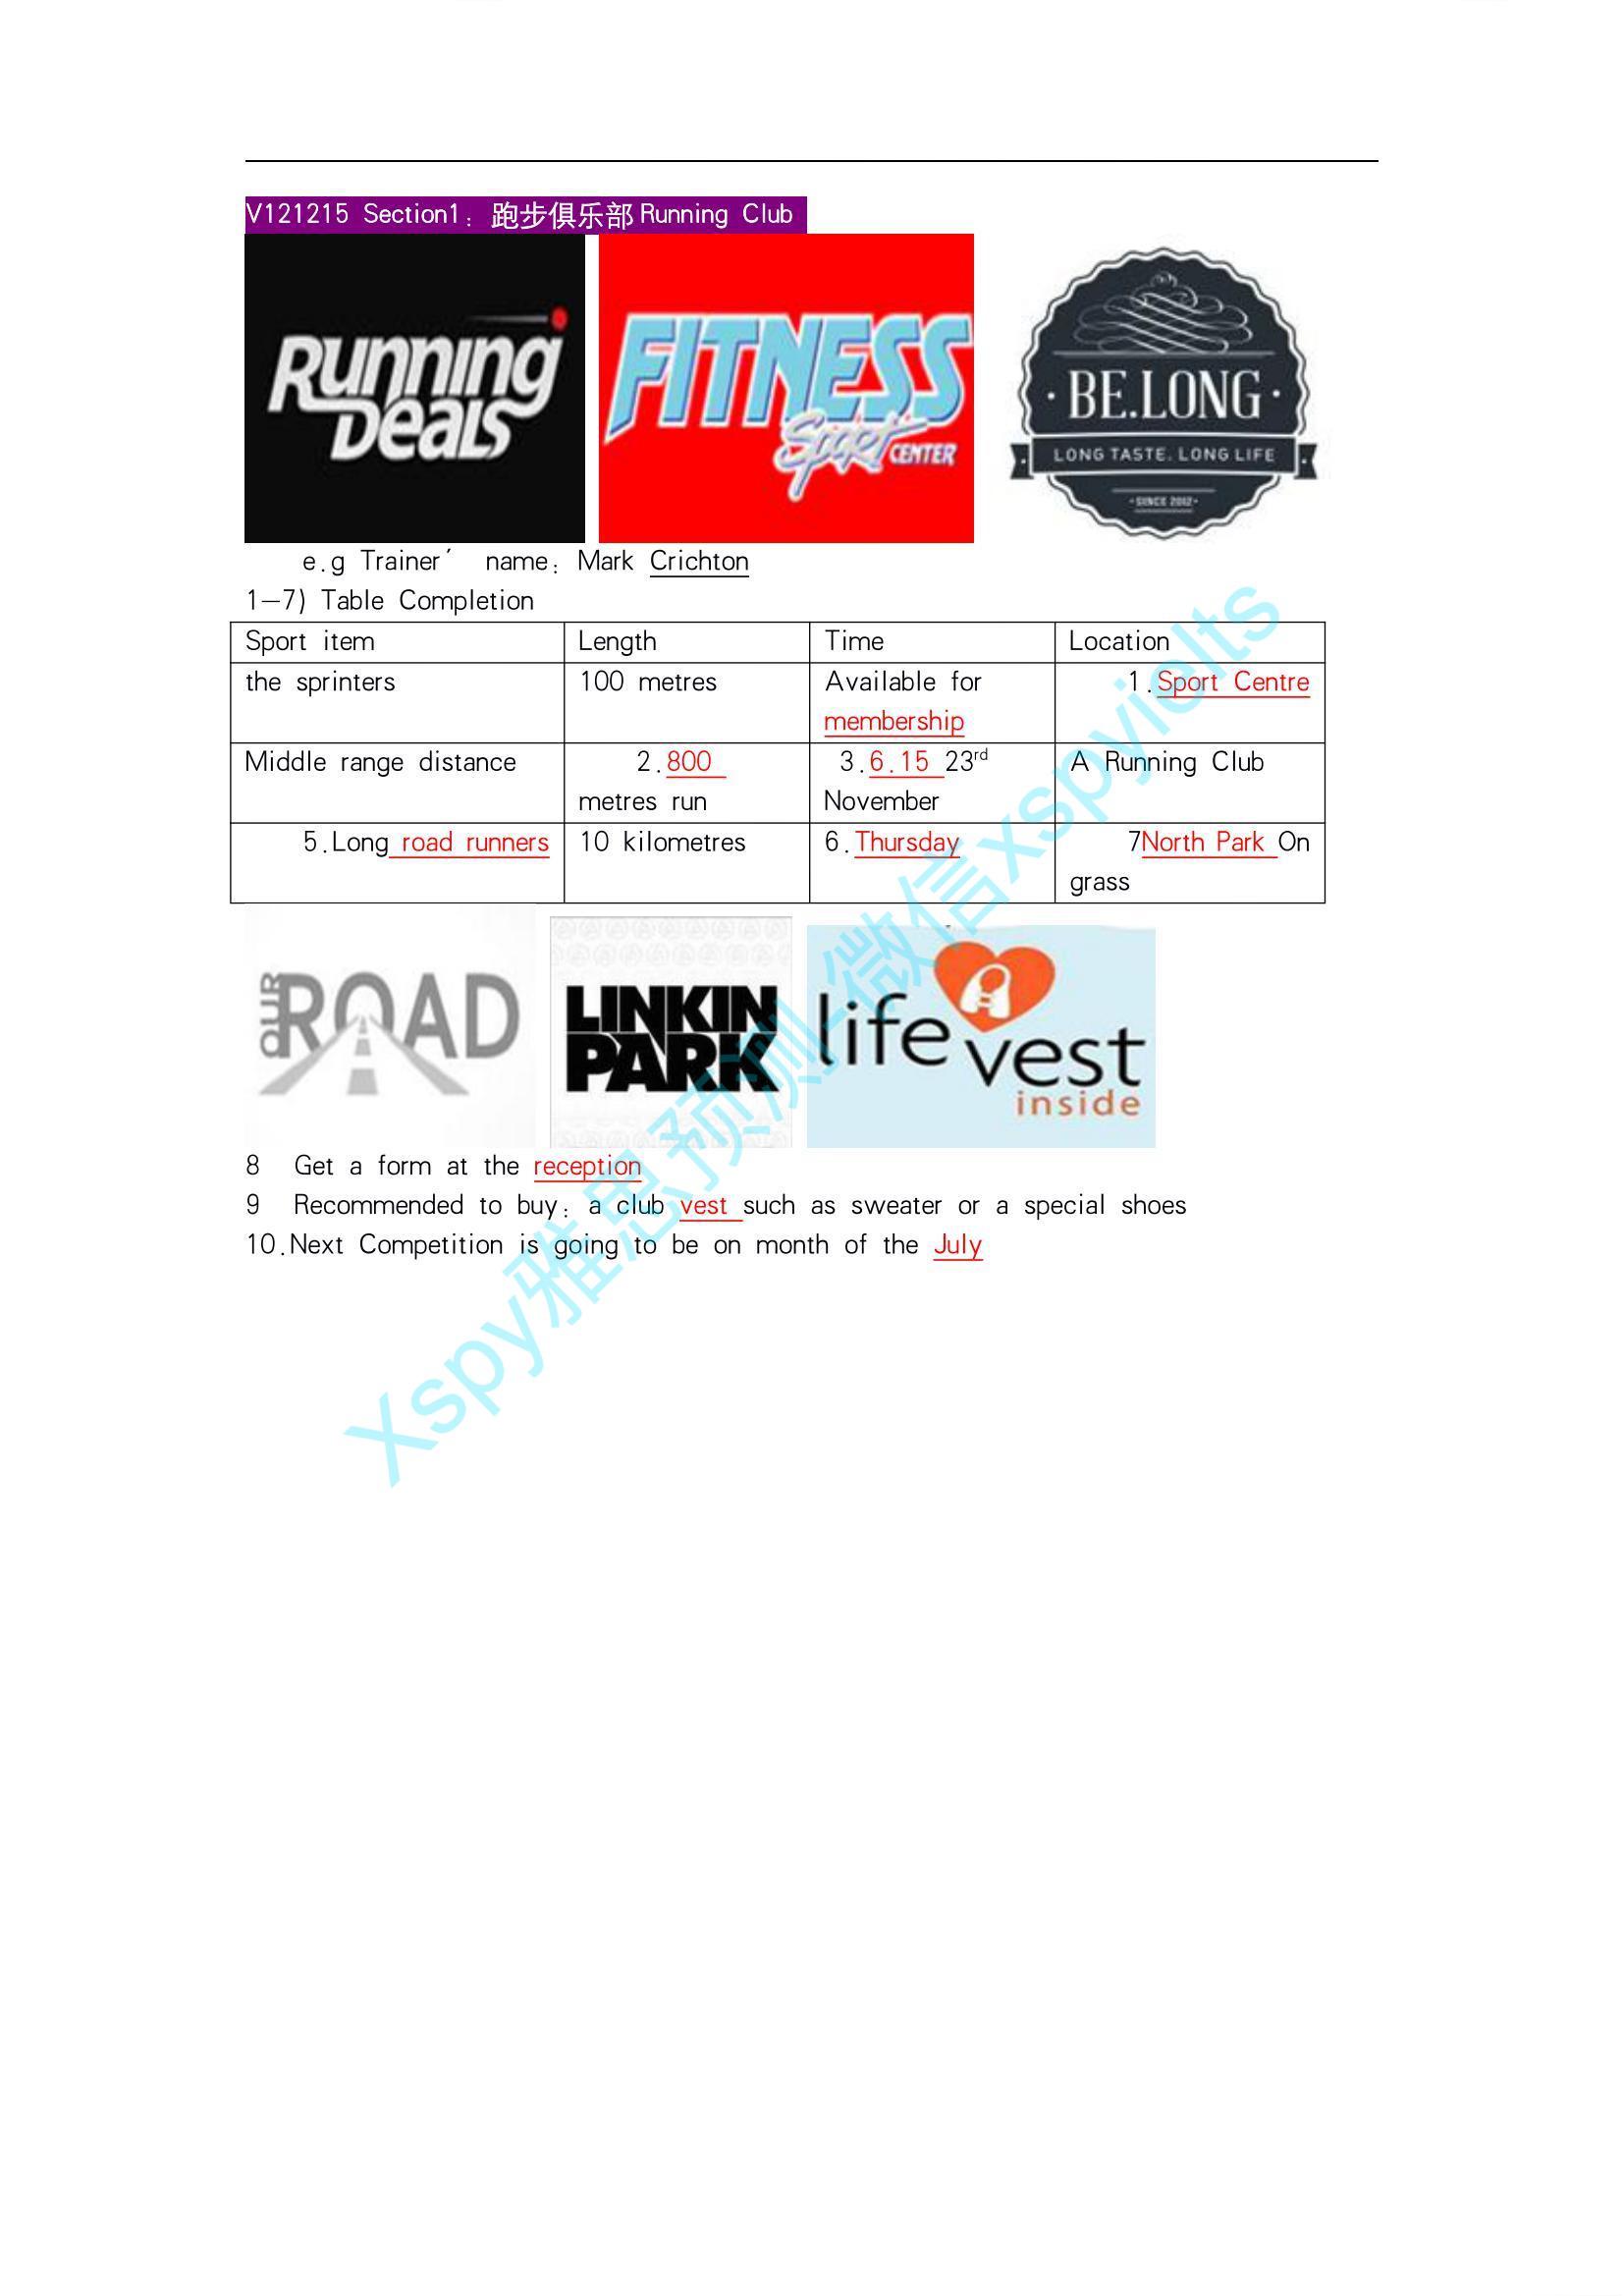 V121215 Section1: 跑步俱乐部 Running Club
Running
Deals
FITNESS
Sport CENTER
· BE.LONG ·
LONG TASTE. LONG LIFE
· SINCE 2012 ·
e.g Trainer′ name: Mark Crichton
1—7) Table Completion
Sport item Length Time Location
the sprinters 100 metres Available for membership 1.Sport Centre
Middle range distance 2.800 metres run 3.6.15 23rd November A Running Club
5.Long road runners 10 kilometres 6.Thursday 7North Park On grass
OUR ROAD
LINKIN
PARK
life vest
inside
8 Get a form at the reception
9 Recommended to buy: a club vest such as sweater or a special shoes
10.Next Competition is going to be on month of the July
Xspy雅思预测-微信xspyielts